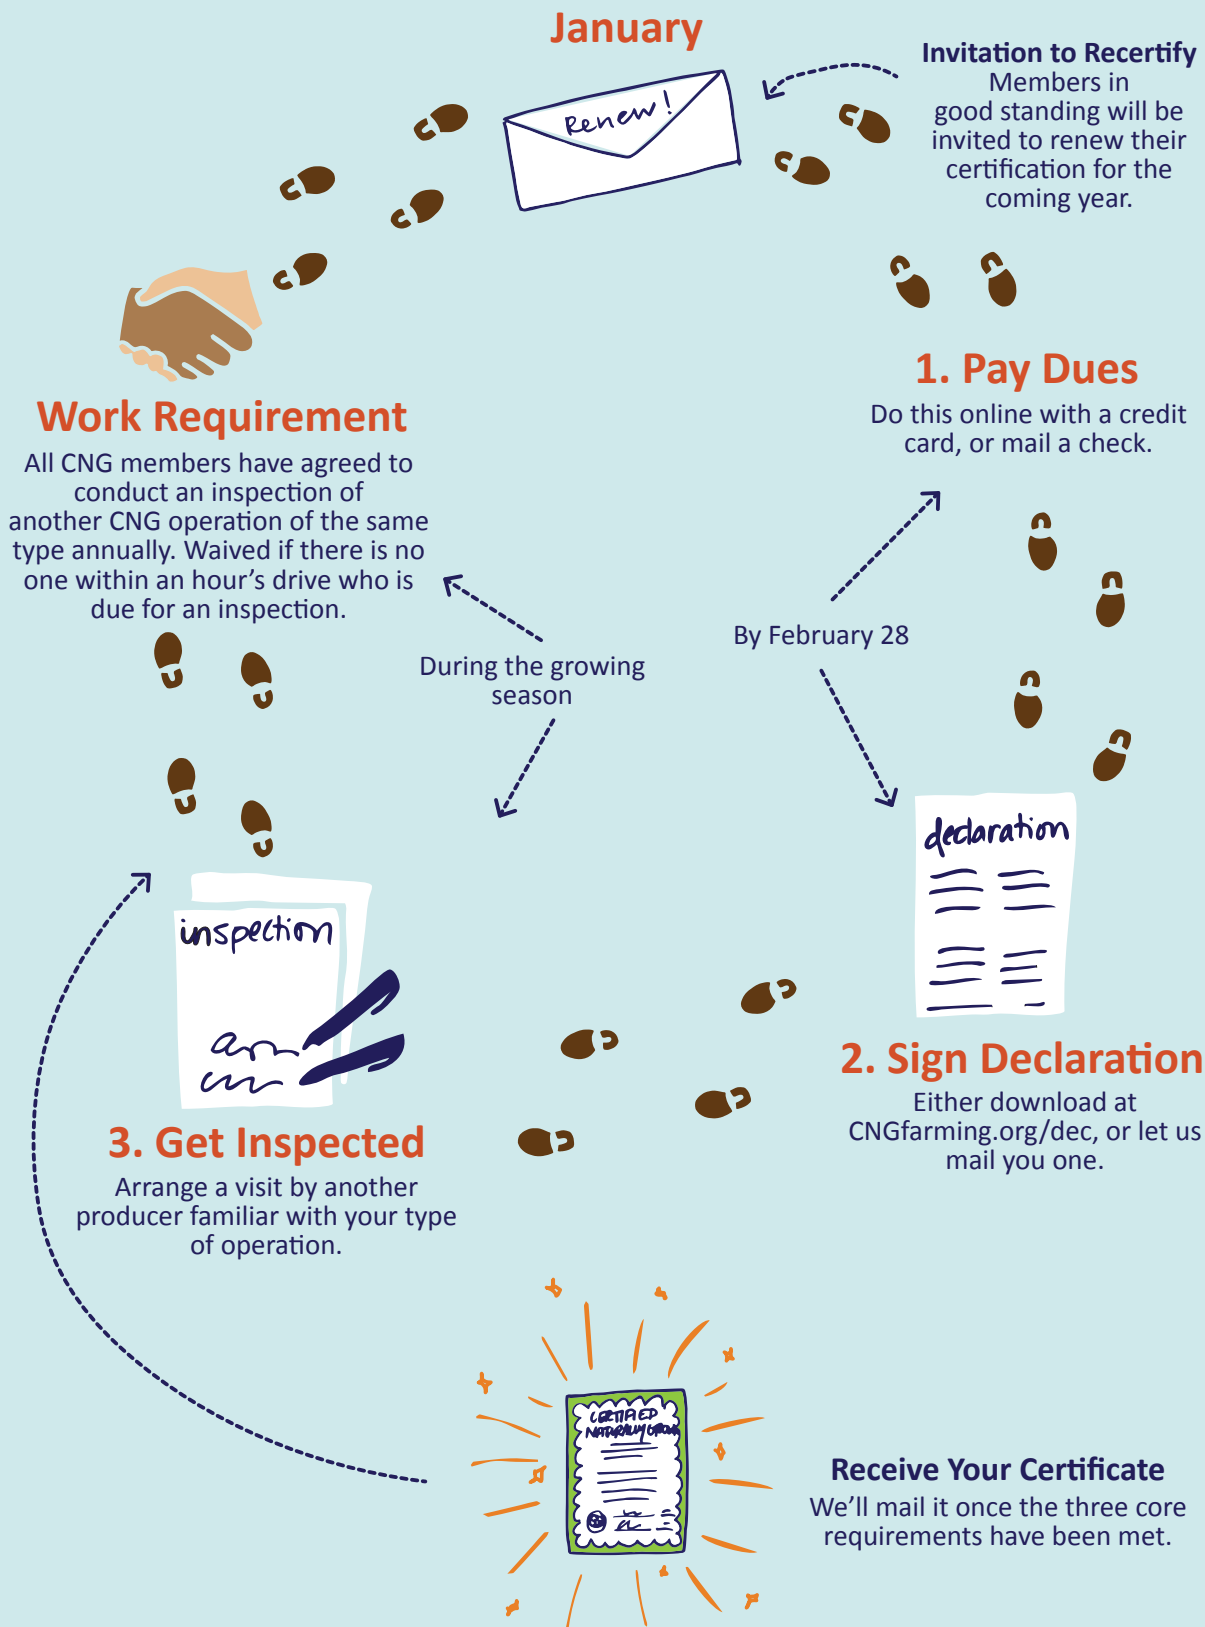 January
Renew!
Invitation to Recertify
Members in
good standing will be
invited to renew their
certification for the
coming year.
1. Pay Dues
Do this online with a credit
card, or mail a check.
Work Requirement
All CNG members have agreed to
conduct an inspection of
another CNG operation of the same
type annually. Waived if there is no
one within an hour's drive who is
due for an inspection.
During the growing
season
By February 28
declaration
2. Sign Declaration
Either download at
CNGfarming.org/dec, or let us
mail you one.
inspection
3. Get Inspected
Arrange a visit by another
producer familiar with your type
of operation.
CERTIFIED
NATURALLY GROWN
Receive Your Certificate
We'll mail it once the three core
requirements have been met.